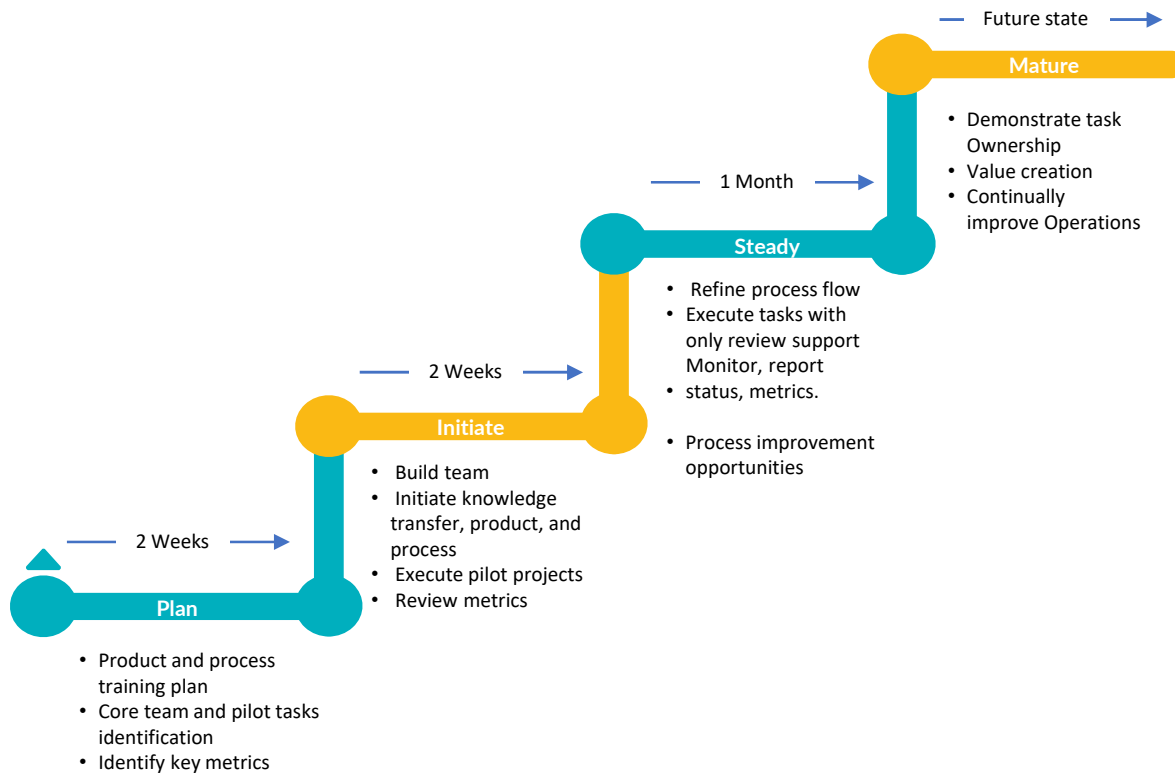 Future state
Mature
• Demonstrate task
Ownership
• Value creation
• Continually
improve Operations
1 Month
Steady
• Refine process flow
• Execute tasks with
only review support
Monitor, report
• status, metrics.
• Process improvement
opportunities
2 Weeks
Initiate
• Build team
• Initiate knowledge
transfer, product, and
process
• Execute pilot projects
• Review metrics
2 Weeks
Plan
• Product and process
training plan
• Core team and pilot tasks
identification
• Identify key metrics